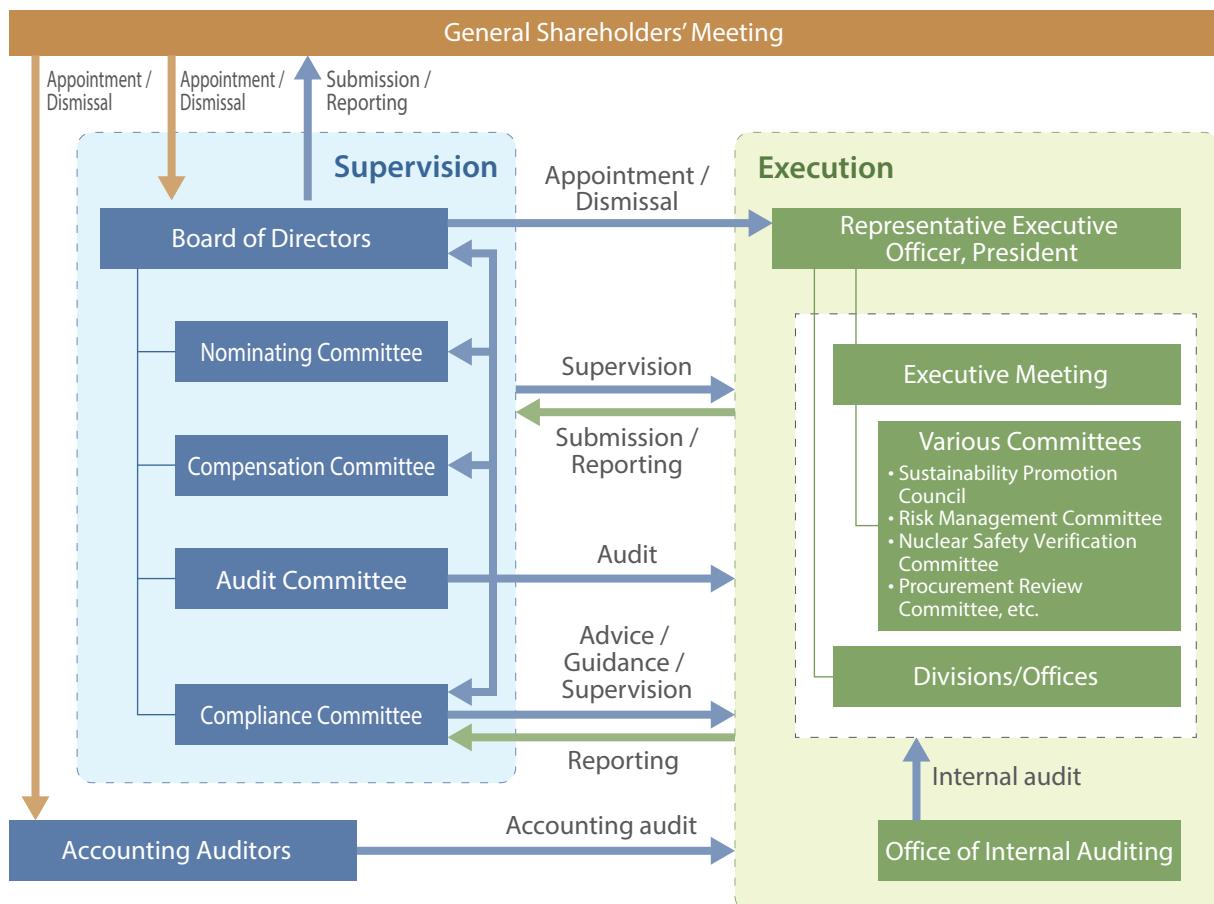 General Shareholders’ Meeting
Appointment /
Dismissal
Appointment /
Dismissal
Submission /
Reporting
Supervision
Board of Directors
Nominating Committee
Compensation Committee
Audit Committee
Compliance Committee
Accounting Auditors
Appointment /
Dismissal
Supervision
Submission /
Reporting
Audit
Advice /
Guidance /
Supervision
Reporting
Accounting audit
Execution
Representative Executive
Officer, President
Executive Meeting
Various Committees
• Sustainability Promotion
Council
• Risk Management Committee
• Nuclear Safety Verification
Committee
• Procurement Review
Committee, etc.
Divisions/Offices
Internal audit
Office of Internal Auditing